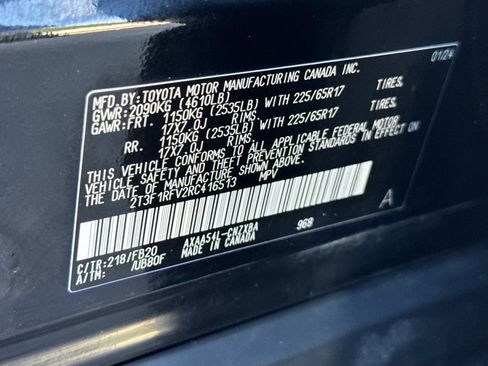 MFD.BY:TOYOTA MOTOR MANUFACTURING CANADA INC. 01/24
GVWR:2090KG (4610LB)
GAWR:FRT. 1150KG (2535LB) WITH 225/65R17 TIRES.
17X7.0J RIMS.
RR. 1150KG (2535LB) WITH 225/65R17 TIRES.
17X7.0J RIMS.
THIS VEHICLE CONFORMS TO ALL APPLICABLE FEDERAL MOTOR
VEHICLE SAFETY AND THEFT PREVENTION STANDARDS IN EFFECT ON
THE DATE OF MANUFACTURE SHOWN ABOVE.
2T3F1RFV2RC416513 MPV
C/TR:218/FB20 AXAA54L-CNZXBA 968 A
A/TM: /UB80F MADE IN CANADA